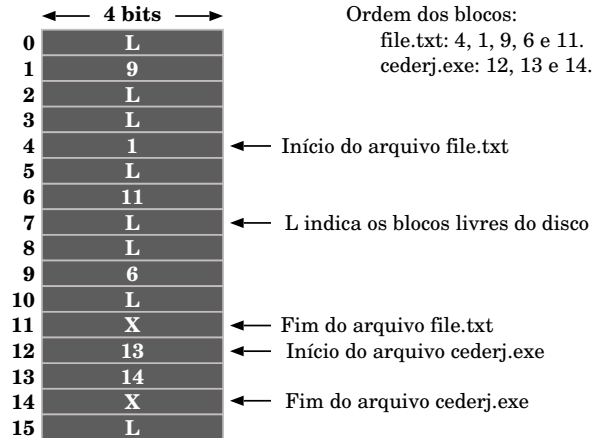 4 bits
Ordem dos blocos:
file.txt: 4, 1, 9, 6 e 11.
cederj.exe: 12, 13 e 14.
0 L
1 9
2 L
3 L
4 1 Início do arquivo file.txt
5 L
6 11
7 L L indica os blocos livres do disco
8 L
9 6
10 L
11 X Fim do arquivo file.txt
12 13 Início do arquivo cederj.exe
13 14
14 X Fim do arquivo cederj.exe
15 L